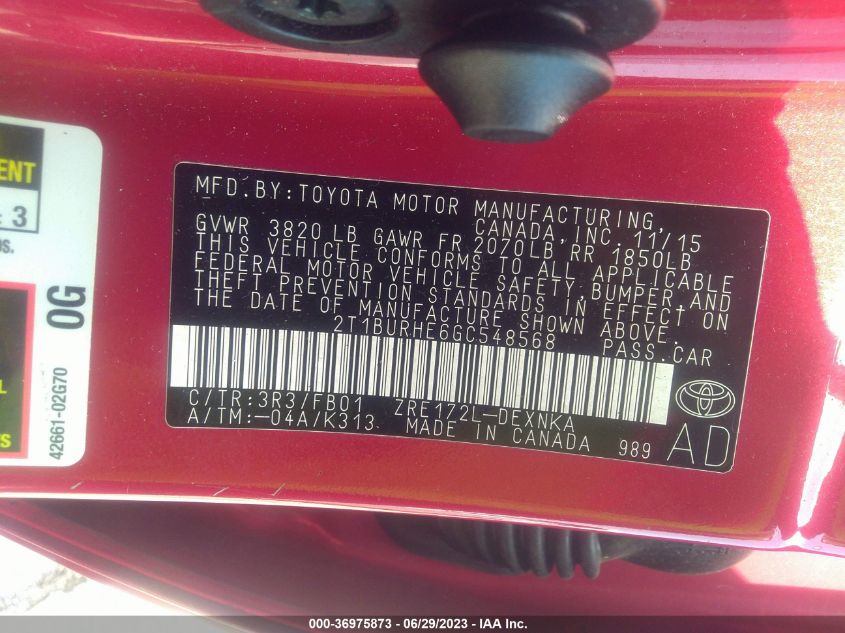 ENT
: 3
OG
42661-02G70
MFD.BY:TOYOTA MOTOR MANUFACTURING,
CANADA,INC. 11/15
GVWR 3820 LB GAWR FR 2070LB RR 1850LB
THIS VEHICLE CONFORMS TO ALL APPLICABLE
FEDERAL MOTOR VEHICLE SAFETY,BUMPER,AND
THEFT PREVENTION STANDARDS IN EFFECT ON
THE DATE OF MANUFACTURE SHOWN ABOVE.
2T1BURHE6GC548568 PASS.CAR
C/TR:3R3/FB01 ZRE172L-DEXNKA
A/TM:-04A/K313 MADE IN CANADA 989
AD
000-36975873 - 06/29/2023 - IAA Inc.